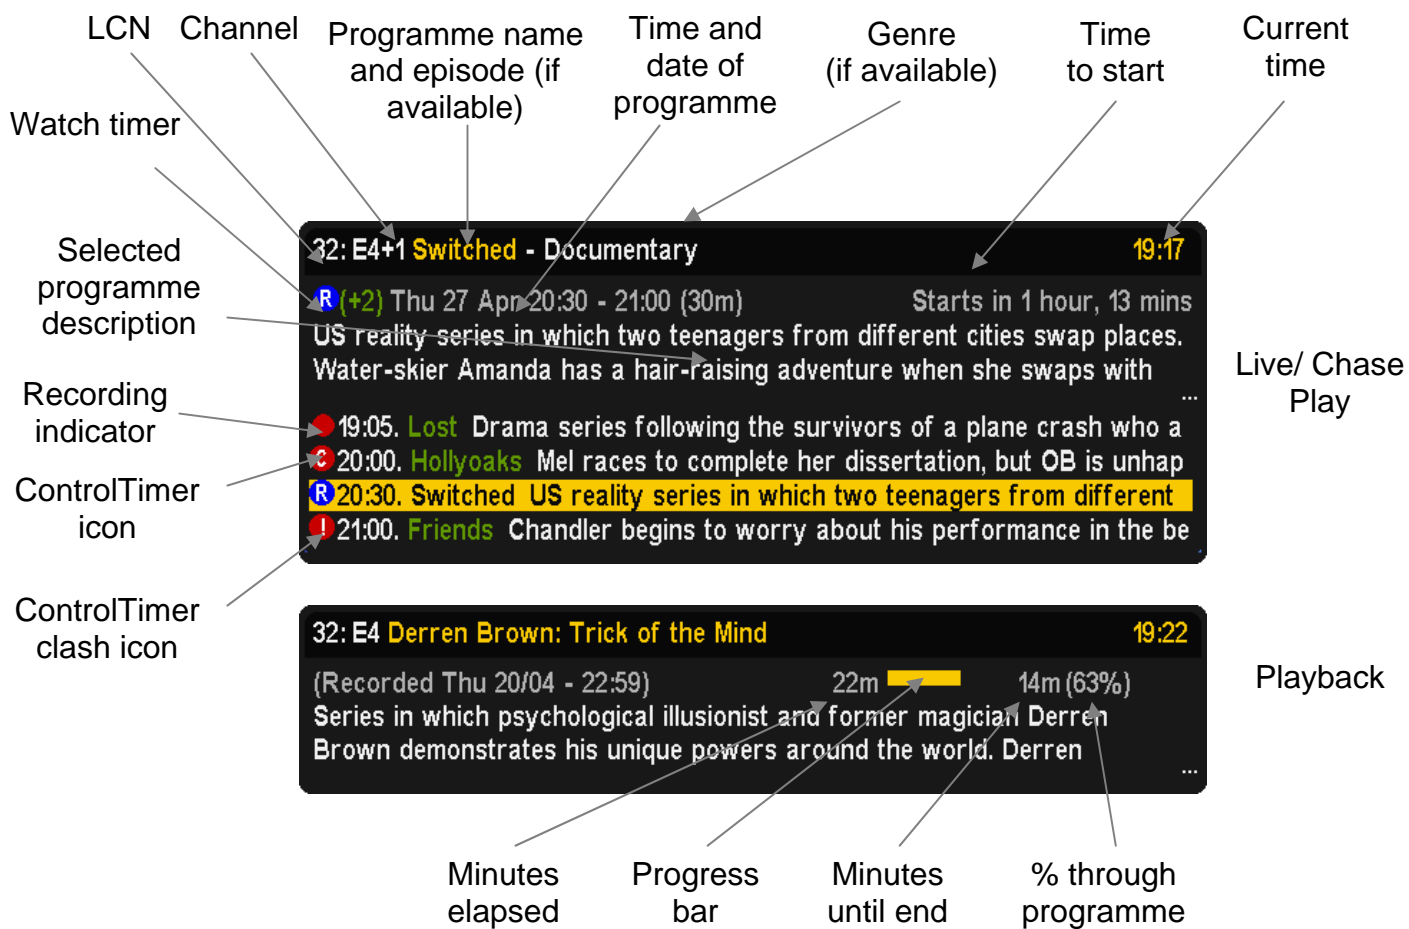 LCN
Channel
Programme name
and episode (if
available)
Time and
date of
programme
Genre
(if available)
Time
to start
Current
time
Watch timer
Selected
programme
description
Recording
indicator
ControlTimer
icon
ControlTimer
clash icon
32: E4+1 Switched - Documentary 19:17
R (+2) Thu 27 Apr 20:30 - 21:00 (30m) Starts in 1 hour, 13 mins
US reality series in which two teenagers from different cities swap places.
Water-skier Amanda has a hair-raising adventure when she swaps with
...
19:05. Lost Drama series following the survivors of a plane crash who a
C 20:00. Hollyoaks Mel races to complete her dissertation, but OB is unhap
R 20:30. Switched US reality series in which two teenagers from different
! 21:00. Friends Chandler begins to worry about his performance in the be
Live/ Chase
Play
32: E4 Derren Brown: Trick of the Mind 19:22
(Recorded Thu 20/04 - 22:59) 22m 14m (63%)
Series in which psychological illusionist and former magician Derren
Brown demonstrates his unique powers around the world. Derren
...
Playback
Minutes
elapsed
Progress
bar
Minutes
until end
% through
programme